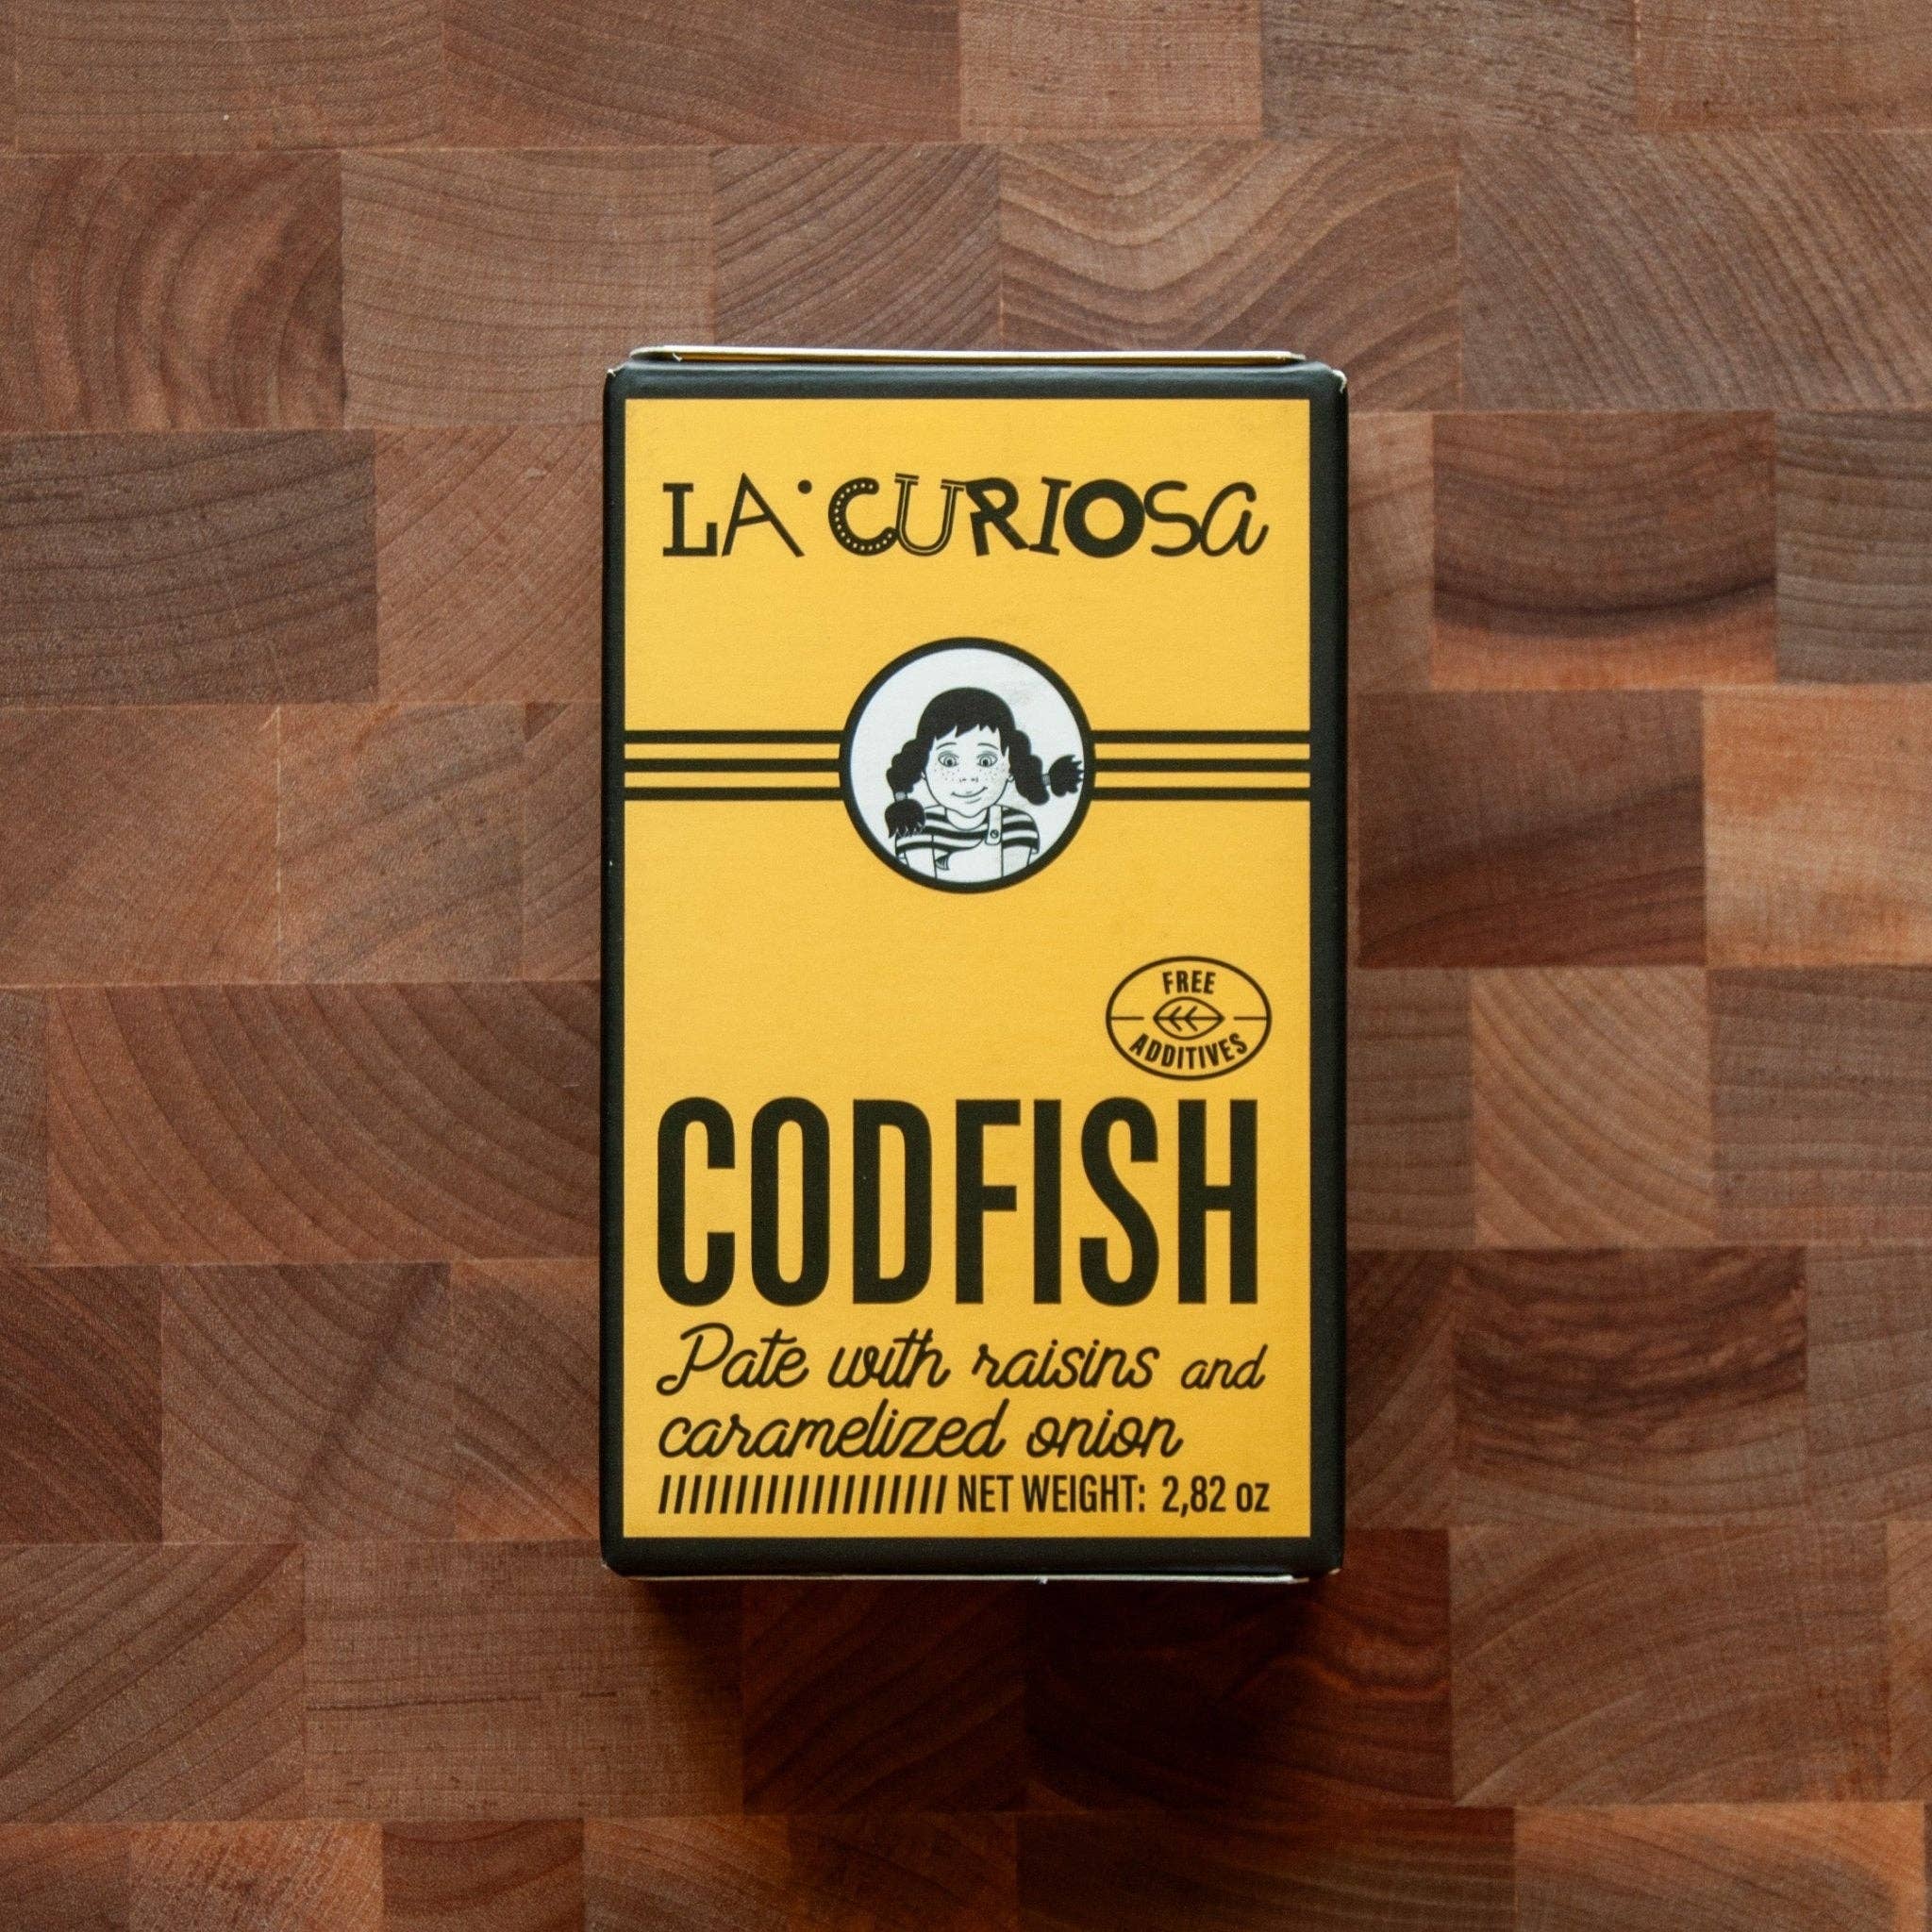 LA CURIOSA
FREE
ADDITIVES
CODFISH
Pate with raisins and
caramelized onion
NET WEIGHT: 2,82 oz